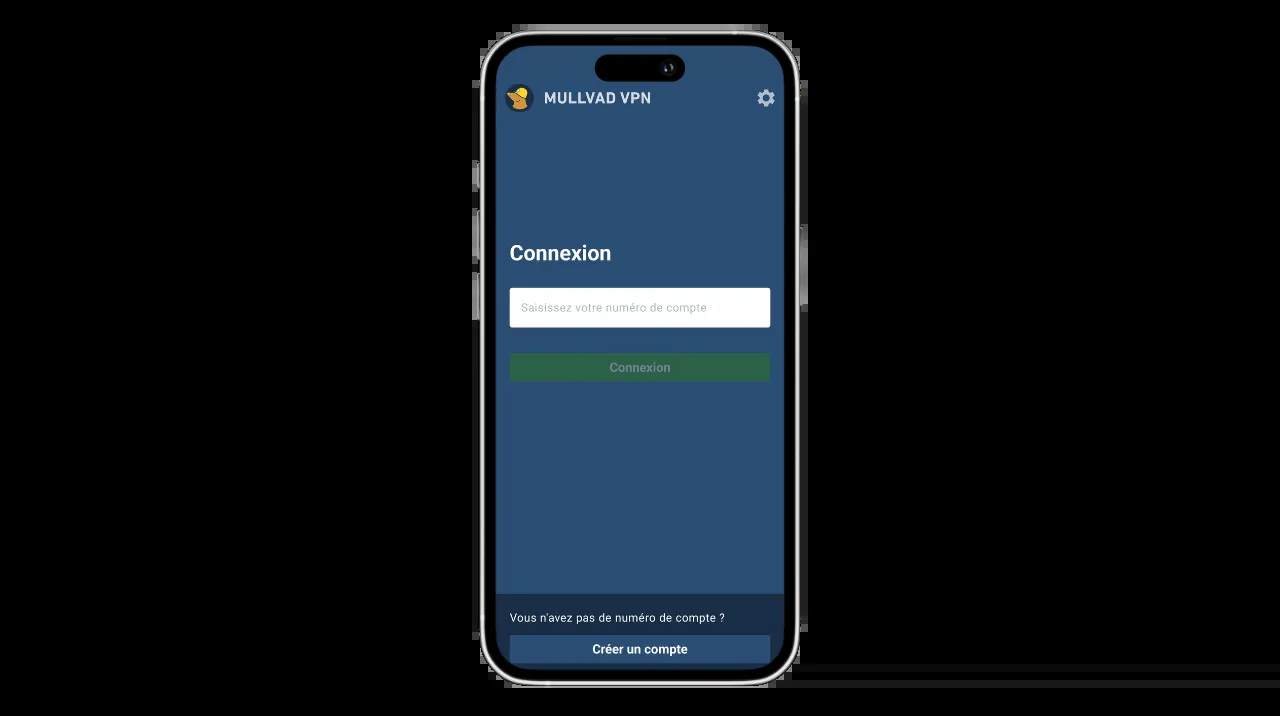 MULLVAD VPN
Connexion
Saisissez votre numéro de compte
Connexion
Vous n'avez pas de numéro de compte ?
Créer un compte